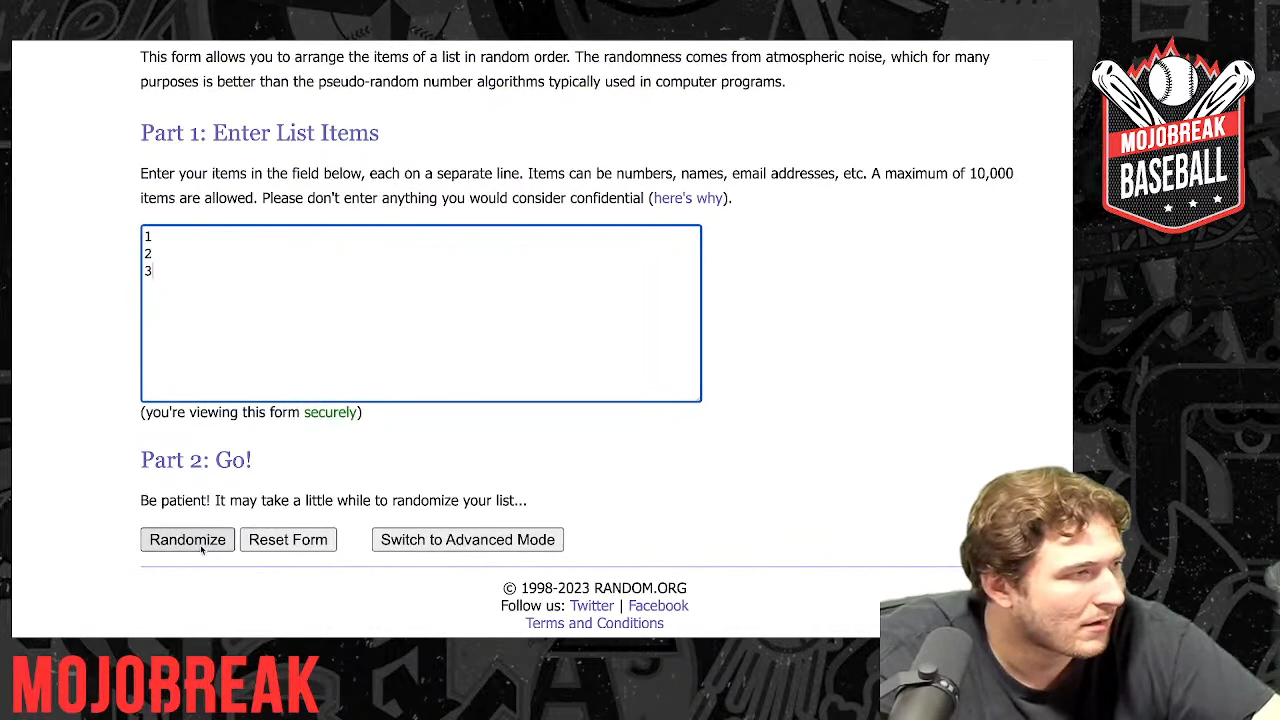 This form allows you to arrange the items of a list in random order. The randomness comes from atmospheric noise, which for many
purposes is better than the pseudo-random number algorithms typically used in computer programs.
Part 1: Enter List Items
Enter your items in the field below, each on a separate line. Items can be numbers, names, email addresses, etc. A maximum of 10,000
items are allowed. Please don't enter anything you would consider confidential (here's why).
1
2
3
(you're viewing this form securely)
Part 2: Go!
Be patient! It may take a little while to randomize your list...
Randomize Reset Form Switch to Advanced Mode
© 1998-2023 RANDOM.ORG
Follow us: Twitter | Facebook
Terms and Conditions
MOJOBREAK
BASEBALL
MOJOBREAK